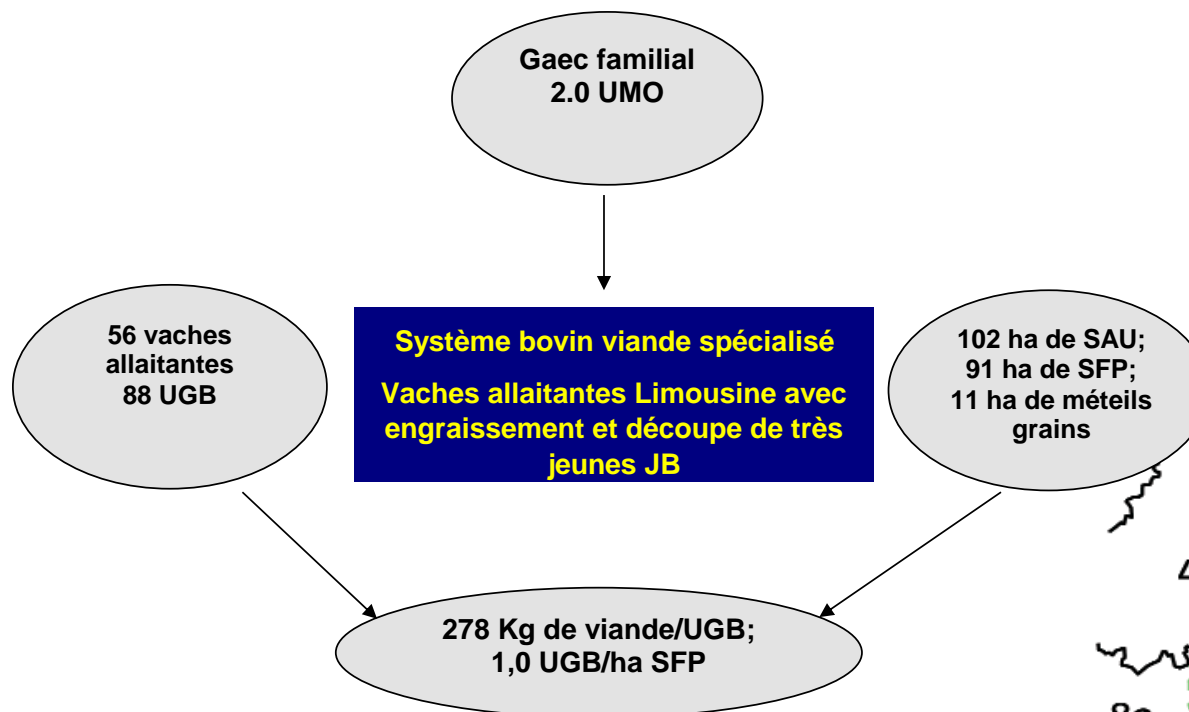 Gaec familial
2.0 UMO
56 vaches
allaitantes
88 UGB
Système bovin viande spécialisé
Vaches allaitantes Limousine avec
engraissement et découpe de très
jeunes JB
102 ha de SAU;
91 ha de SFP;
11 ha de méteils
grains
278 Kg de viande/UGB;
1,0 UGB/ha SFP